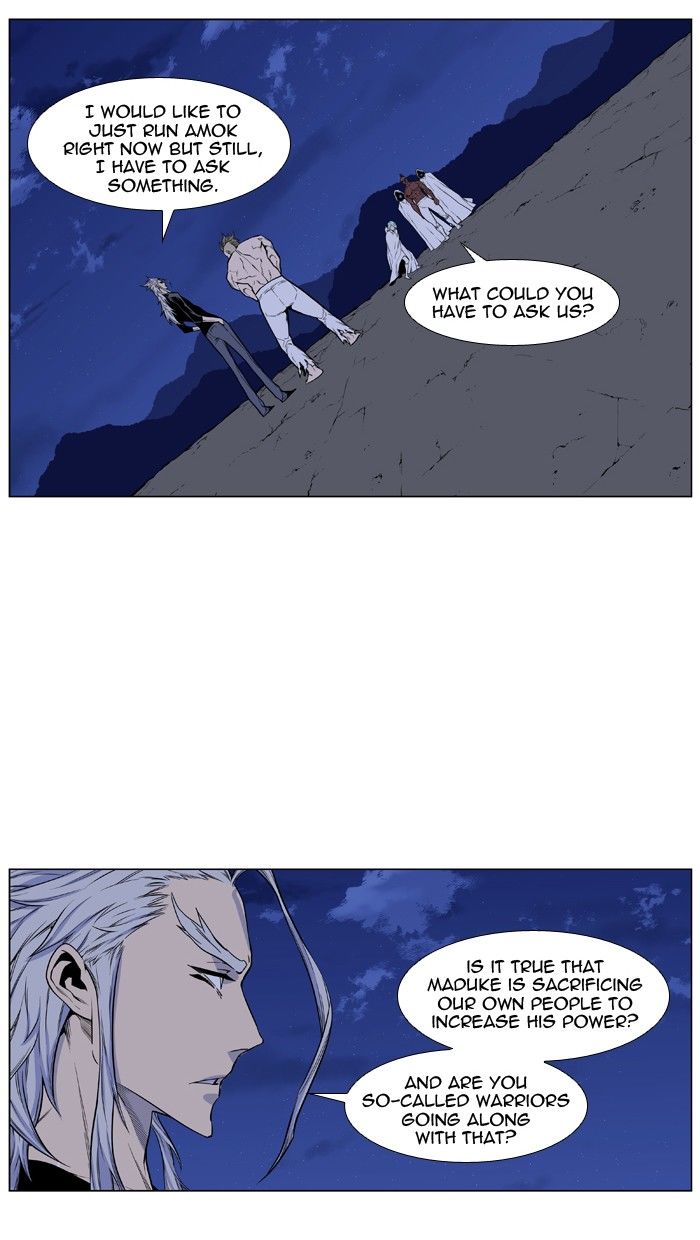 I WOULD LIKE TO
JUST RUN AMOK
RIGHT NOW BUT STILL,
I HAVE TO ASK
SOMETHING.
WHAT COULD YOU
HAVE TO ASK US?
IS IT TRUE THAT
MADUKE IS SACRIFICING
OUR OWN PEOPLE TO
INCREASE HIS POWER?
AND ARE YOU
SO-CALLED WARRIORS
GOING ALONG
WITH THAT?